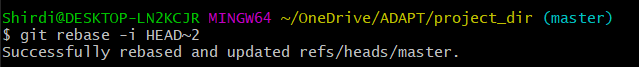 Shirdi@DESKTOP-LN2KCJR MINGW64 ~/OneDrive/ADAPT/project_dir (master)
$ git rebase -i HEAD~2
Successfully rebased and updated refs/heads/master.